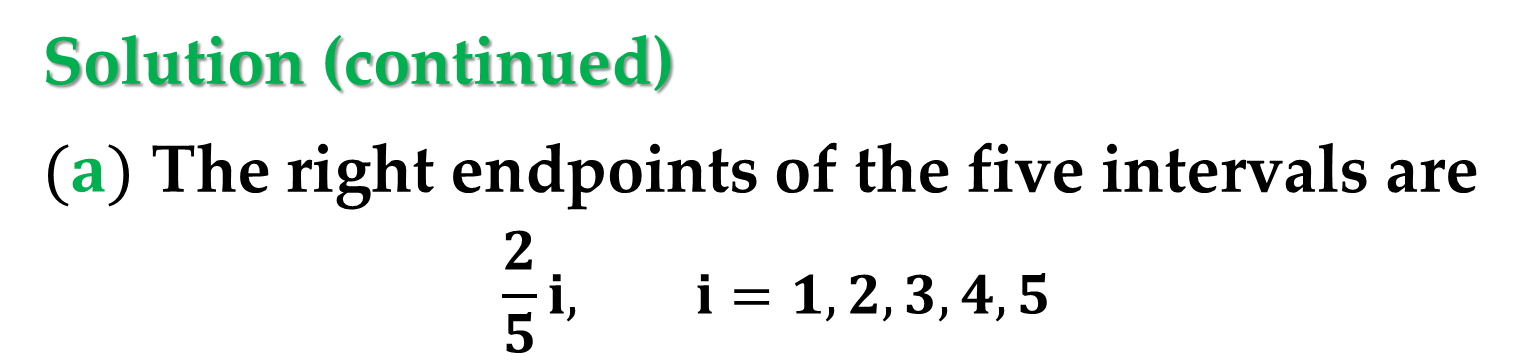 Solution (continued)
(a) The right endpoints of the five intervals are
2/5 i, i = 1, 2, 3, 4, 5